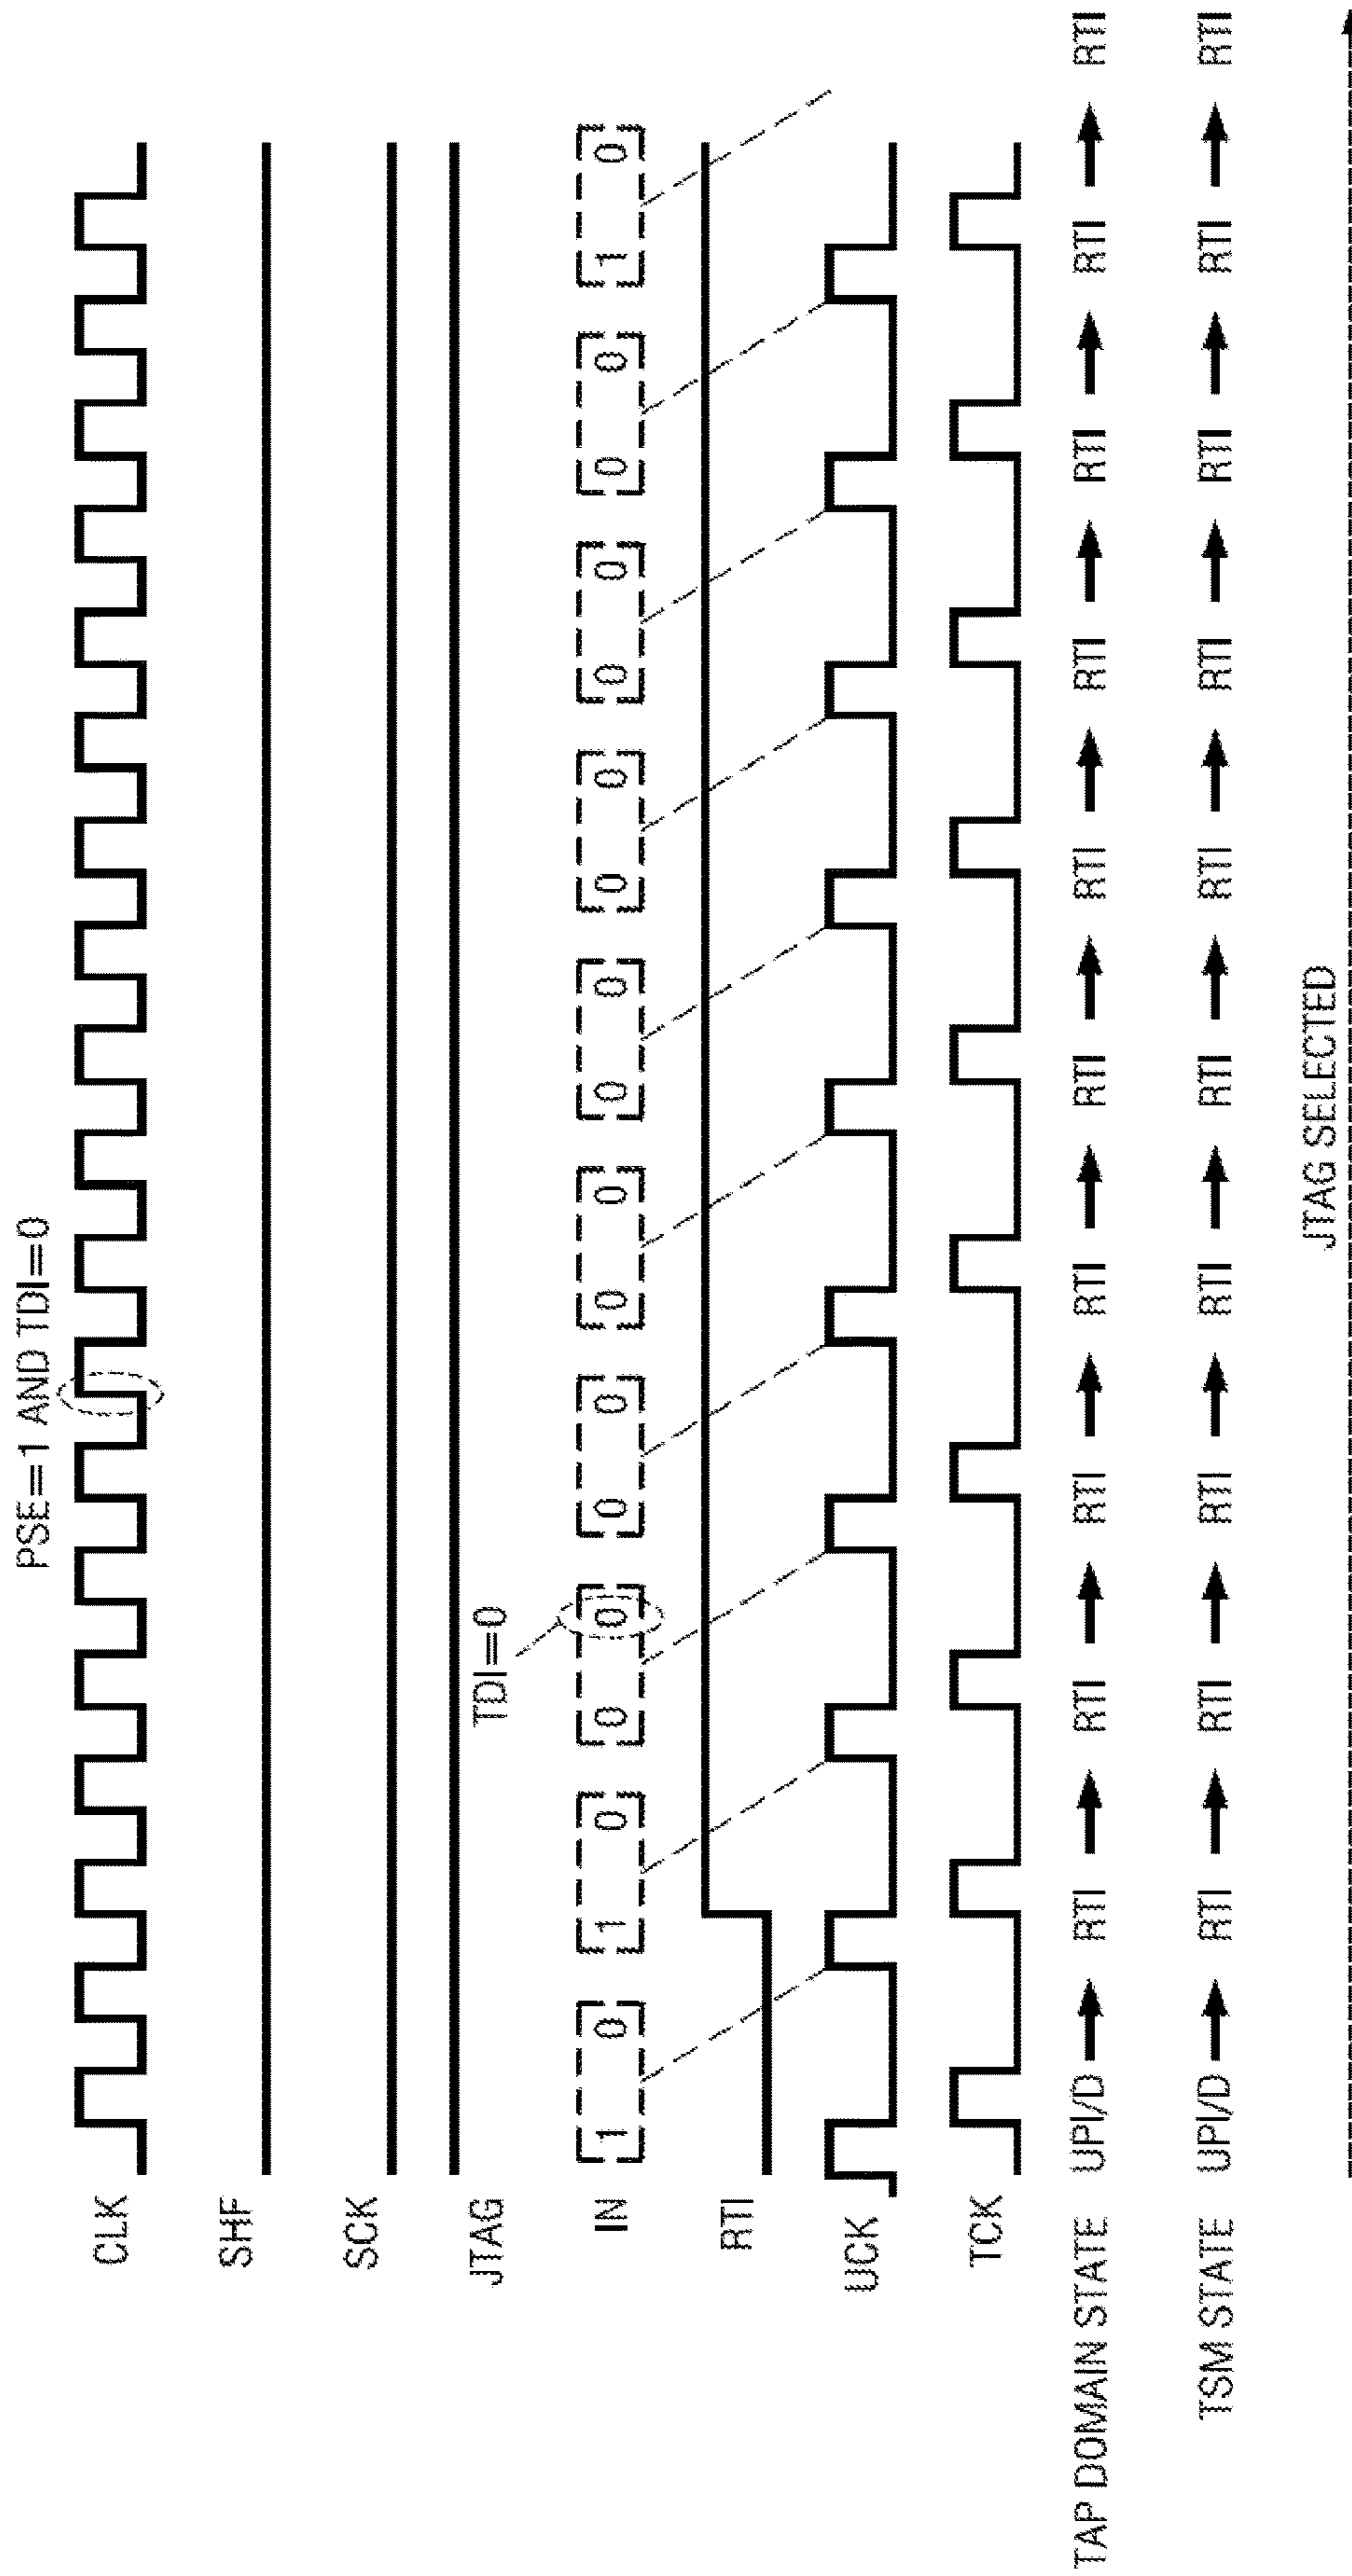 PSE=1 AND TDI=0
CLK
SHF
SCK
JTAG
TDI=0
IN 1 0 1 0 0 0 0 0 0 0 0 0 0 0 0 0 0 0 1 0
RTI
UCK
TCK
TAP DOMAIN STATE UPI/D RTI RTI RTI RTI RTI RTI RTI RTI RTI RTI
TSM STATE UPI/D RTI RTI RTI RTI RTI RTI RTI RTI RTI RTI
JTAG SELECTED